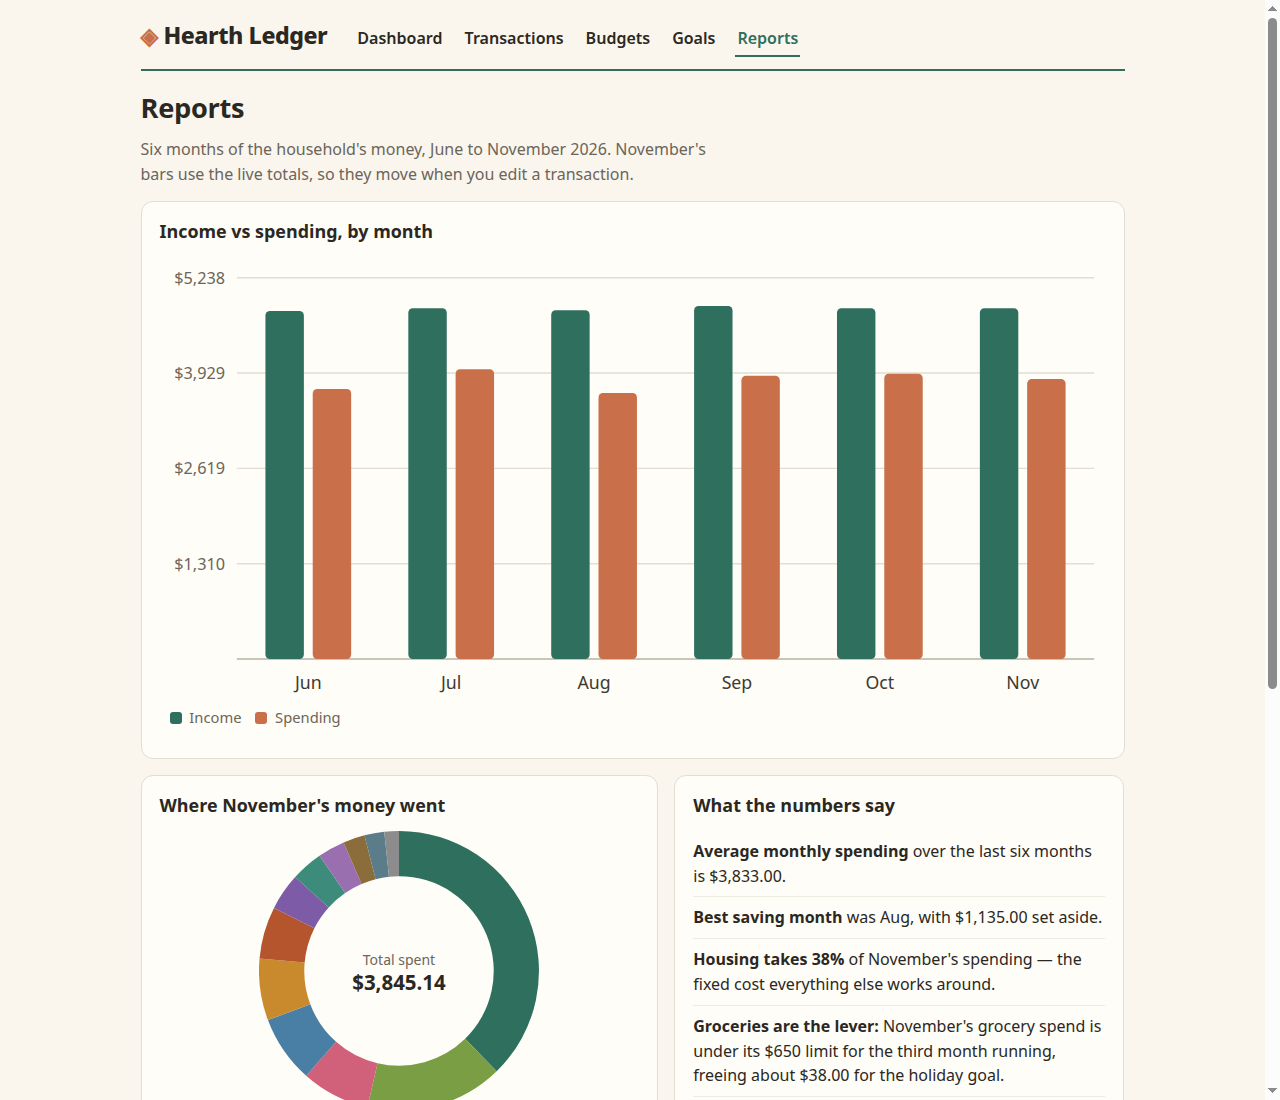 Hearth Ledger
Dashboard Transactions Budgets Goals Reports
Reports
Six months of the household's money, June to November 2026. November's
bars use the live totals, so they move when you edit a transaction.
Income vs spending, by month
$5,238
$3,929
$2,619
$1,310
Jun Jul Aug Sep Oct Nov
Income Spending
Where November's money went
Total spent
$3,845.14
What the numbers say
Average monthly spending over the last six months
is $3,833.00.
Best saving month was Aug, with $1,135.00 set aside.
Housing takes 38% of November's spending — the
fixed cost everything else works around.
Groceries are the lever: November's grocery spend is
under its $650 limit for the third month running,
freeing about $38.00 for the holiday goal.